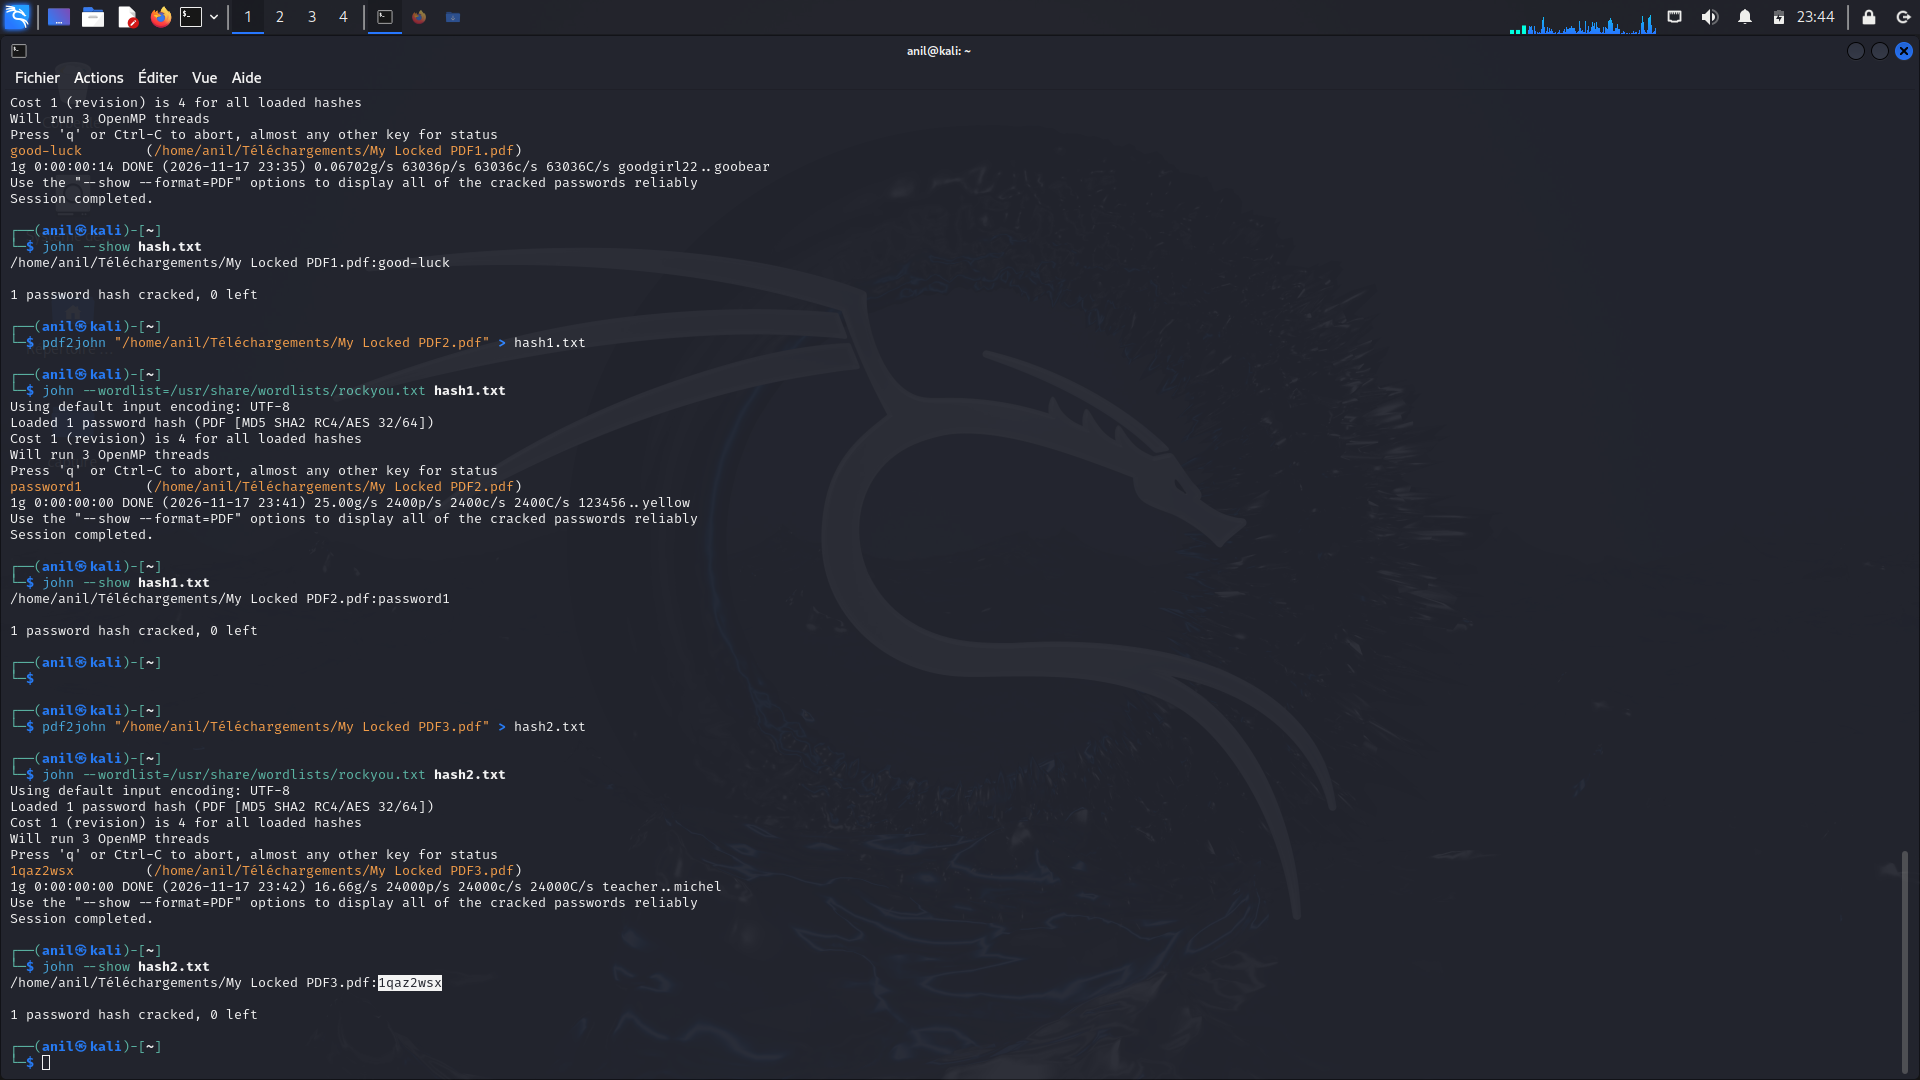 1 2 3 4 23:44
anil@kali: ~
Fichier Actions Éditer Vue Aide
Cost 1 (revision) is 4 for all loaded hashes
Will run 3 OpenMP threads
Press 'q' or Ctrl-C to abort, almost any other key for status
good-luck        (/home/anil/Téléchargements/My Locked PDF1.pdf)
1g 0:00:00:14 DONE (2026-11-17 23:35) 0.06702g/s 63036p/s 63036c/s 63036C/s goodgirl22..goobear
Use the "--show --format=PDF" options to display all of the cracked passwords reliably
Session completed.
┌──(anil㉿kali)-[~]
└─$ john --show hash.txt
/home/anil/Téléchargements/My Locked PDF1.pdf:good-luck
1 password hash cracked, 0 left
┌──(anil㉿kali)-[~]
└─$ pdf2john "/home/anil/Téléchargements/My Locked PDF2.pdf" > hash1.txt
┌──(anil㉿kali)-[~]
└─$ john --wordlist=/usr/share/wordlists/rockyou.txt hash1.txt
Using default input encoding: UTF-8
Loaded 1 password hash (PDF [MD5 SHA2 RC4/AES 32/64])
Cost 1 (revision) is 4 for all loaded hashes
Will run 3 OpenMP threads
Press 'q' or Ctrl-C to abort, almost any other key for status
password1        (/home/anil/Téléchargements/My Locked PDF2.pdf)
1g 0:00:00:00 DONE (2026-11-17 23:41) 25.00g/s 2400p/s 2400c/s 2400C/s 123456..yellow
Use the "--show --format=PDF" options to display all of the cracked passwords reliably
Session completed.
┌──(anil㉿kali)-[~]
└─$ john --show hash1.txt
/home/anil/Téléchargements/My Locked PDF2.pdf:password1
1 password hash cracked, 0 left
┌──(anil㉿kali)-[~]
└─$
┌──(anil㉿kali)-[~]
└─$ pdf2john "/home/anil/Téléchargements/My Locked PDF3.pdf" > hash2.txt
┌──(anil㉿kali)-[~]
└─$ john --wordlist=/usr/share/wordlists/rockyou.txt hash2.txt
Using default input encoding: UTF-8
Loaded 1 password hash (PDF [MD5 SHA2 RC4/AES 32/64])
Cost 1 (revision) is 4 for all loaded hashes
Will run 3 OpenMP threads
Press 'q' or Ctrl-C to abort, almost any other key for status
1qaz2wsx         (/home/anil/Téléchargements/My Locked PDF3.pdf)
1g 0:00:00:00 DONE (2026-11-17 23:42) 16.66g/s 24000p/s 24000c/s 24000C/s teacher..michel
Use the "--show --format=PDF" options to display all of the cracked passwords reliably
Session completed.
┌──(anil㉿kali)-[~]
└─$ john --show hash2.txt
/home/anil/Téléchargements/My Locked PDF3.pdf:1qaz2wsx
1 password hash cracked, 0 left
┌──(anil㉿kali)-[~]
└─$